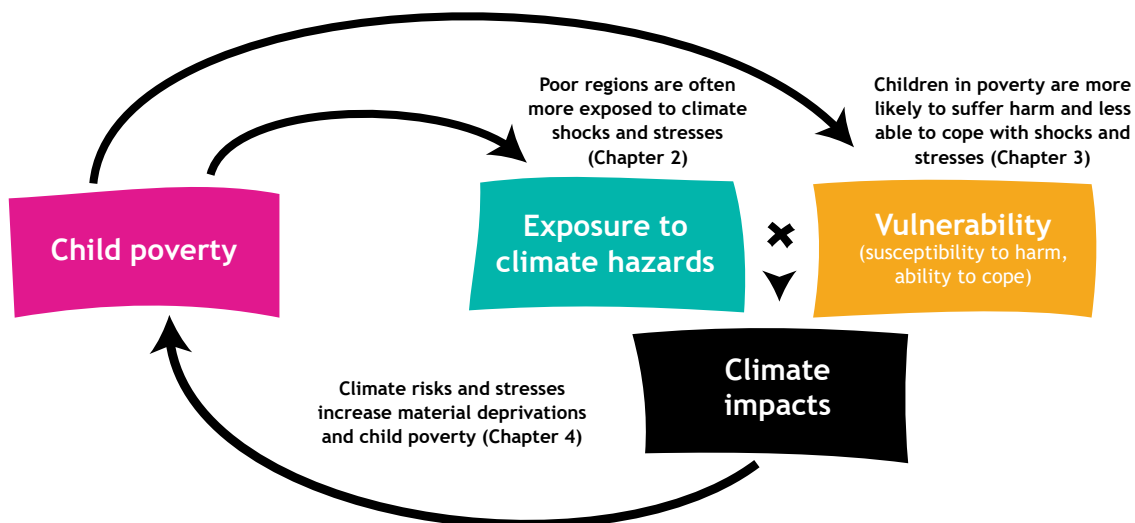 Poor regions are often
more exposed to climate
shocks and stresses
(Chapter 2)
Children in poverty are more
likely to suffer harm and less
able to cope with shocks and
stresses (Chapter 3)
Child poverty
Exposure to
climate hazards
Vulnerability
(susceptibility to harm,
ability to cope)
Climate
impacts
Climate risks and stresses
increase material deprivations
and child poverty (Chapter 4)